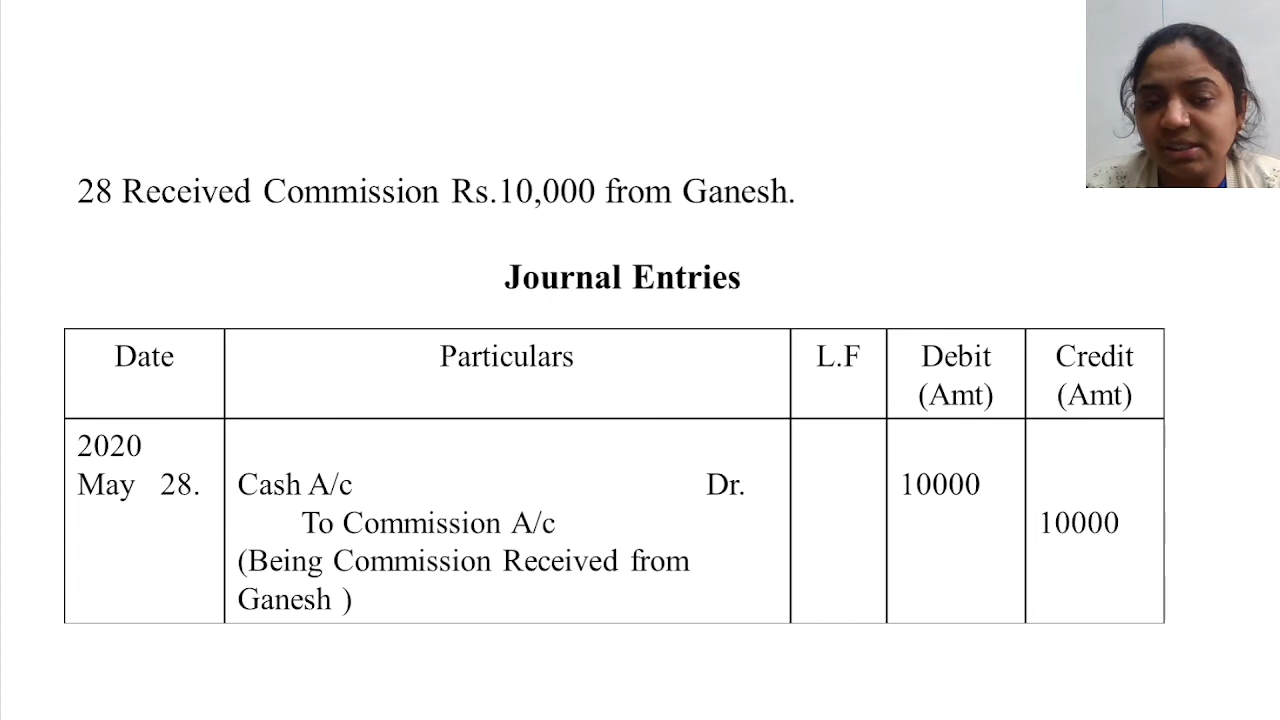 28 Received Commission Rs.10,000 from Ganesh.
Journal Entries
Date Particulars L.F Debit (Amt) Credit (Amt)
2020
May 28. Cash A/c Dr. 10000
To Commission A/c 10000
(Being Commission Received from
Ganesh )